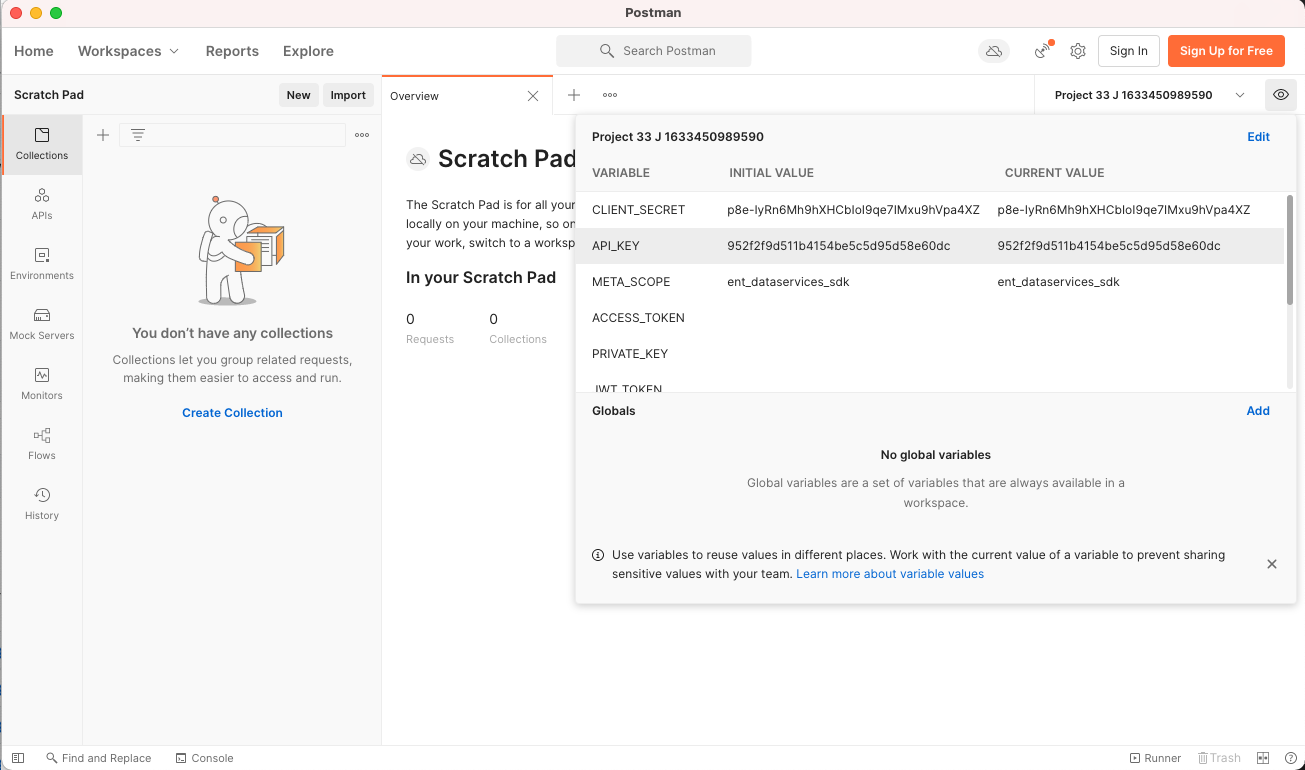 Postman
Home Workspaces Reports Explore
Search Postman
Sign In
Sign Up for Free
Scratch Pad
New
Import
Overview
Project 33 J 1633450989590
Collections
APIs
Environments
Mock Servers
Monitors
Flows
History
You don't have any collections
Collections let you group related requests,
making them easier to access and run.
Create Collection
Scratch Pad
The Scratch Pad is for all your
locally on your machine, so on
your work, switch to a worksp
In your Scratch Pad
0 0
Requests Collections
Project 33 J 1633450989590 Edit
VARIABLE INITIAL VALUE CURRENT VALUE
CLIENT_SECRET p8e-lyRn6Mh9hXHCbloI9qe7IMxu9hVpa4XZ p8e-lyRn6Mh9hXHCbloI9qe7IMxu9hVpa4XZ
API_KEY 952f2f9d511b4154be5c5d95d58e60dc 952f2f9d511b4154be5c5d95d58e60dc
META_SCOPE ent_dataservices_sdk ent_dataservices_sdk
ACCESS_TOKEN
PRIVATE_KEY
JWT_TOKEN
Globals Add
No global variables
Global variables are a set of variables that are always available in a
workspace.
Use variables to reuse values in different places. Work with the current value of a variable to prevent sharing
sensitive values with your team. Learn more about variable values
Find and Replace Console Runner Trash